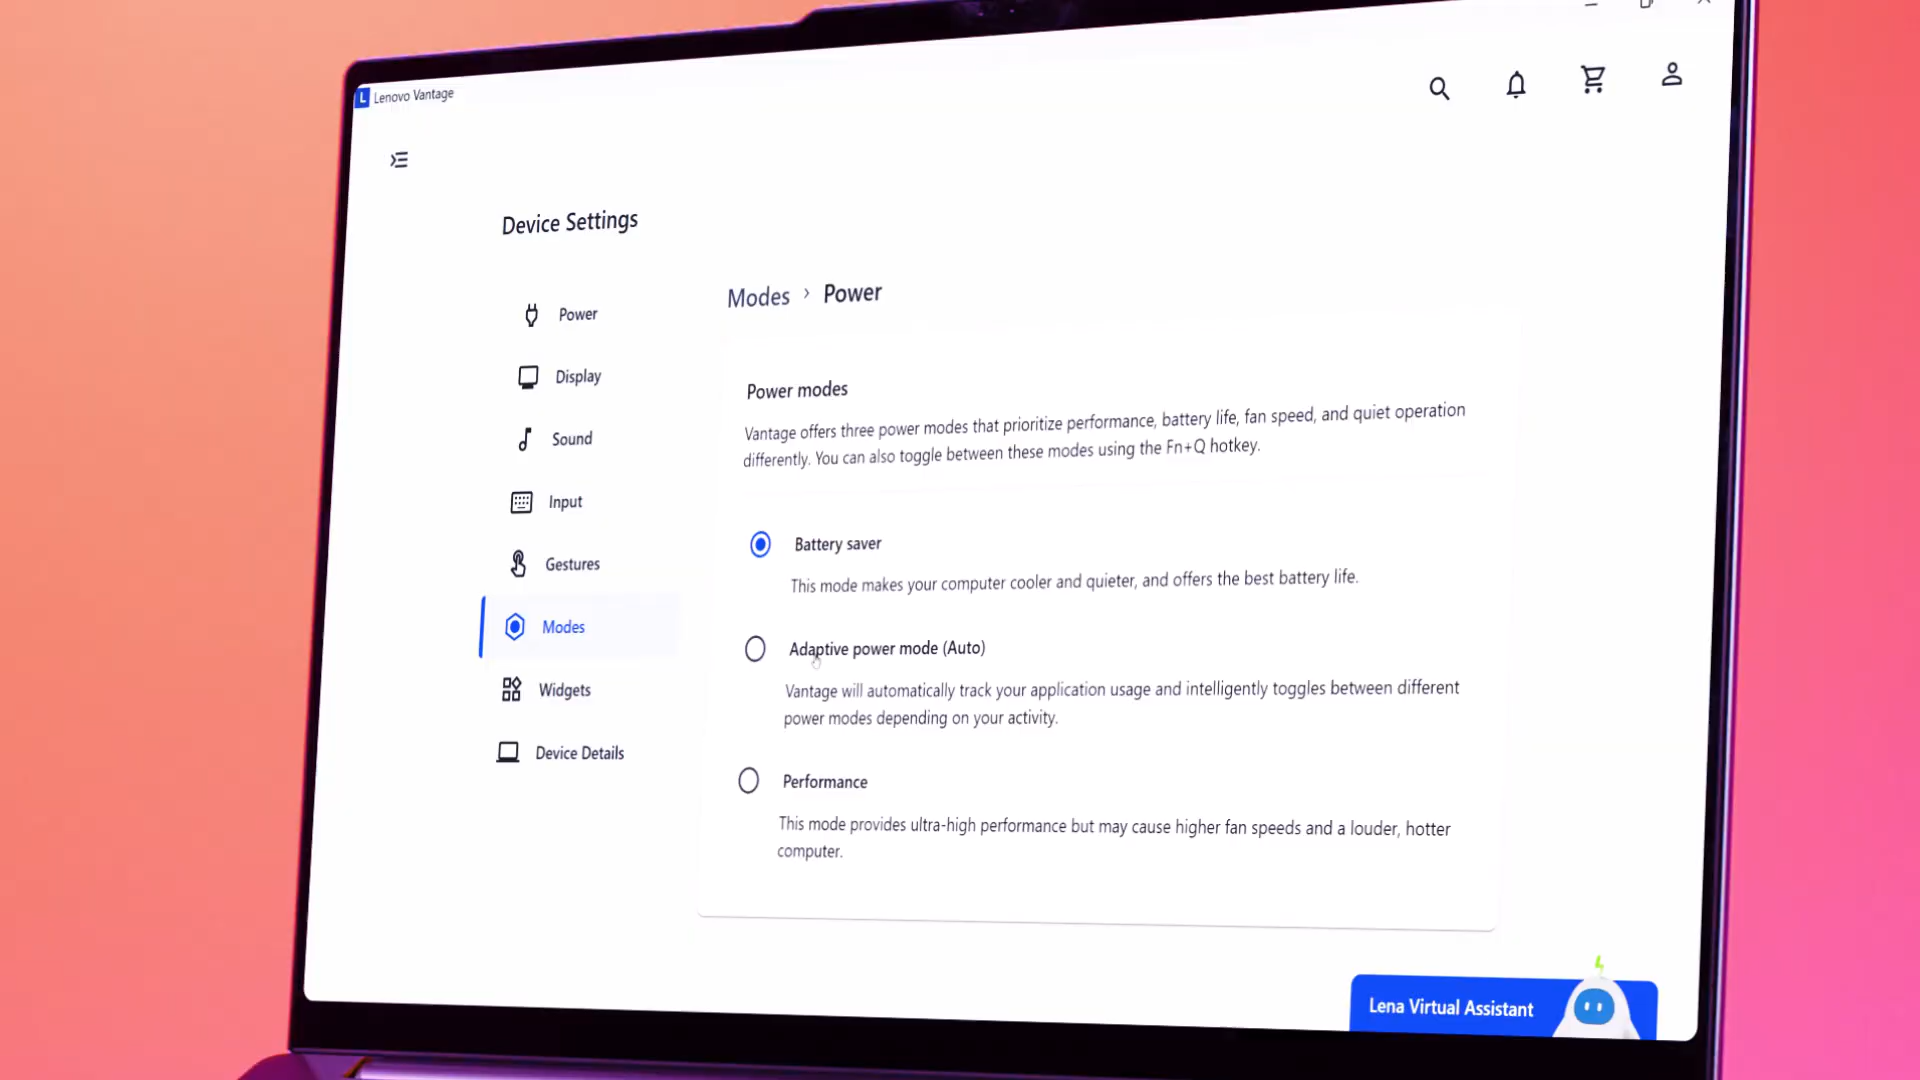 L Lenovo Vantage
Device Settings
Power
Display
Sound
Input
Gestures
Modes
Widgets
Device Details
Modes › Power
Power modes
Vantage offers three power modes that prioritize performance, battery life, fan speed, and quiet operation
differently. You can also toggle between these modes using the Fn+Q hotkey.
Battery saver
This mode makes your computer cooler and quieter, and offers the best battery life.
Adaptive power mode (Auto)
Vantage will automatically track your application usage and intelligently toggles between different
power modes depending on your activity.
Performance
This mode provides ultra-high performance but may cause higher fan speeds and a louder, hotter
computer.
Lena Virtual Assistant